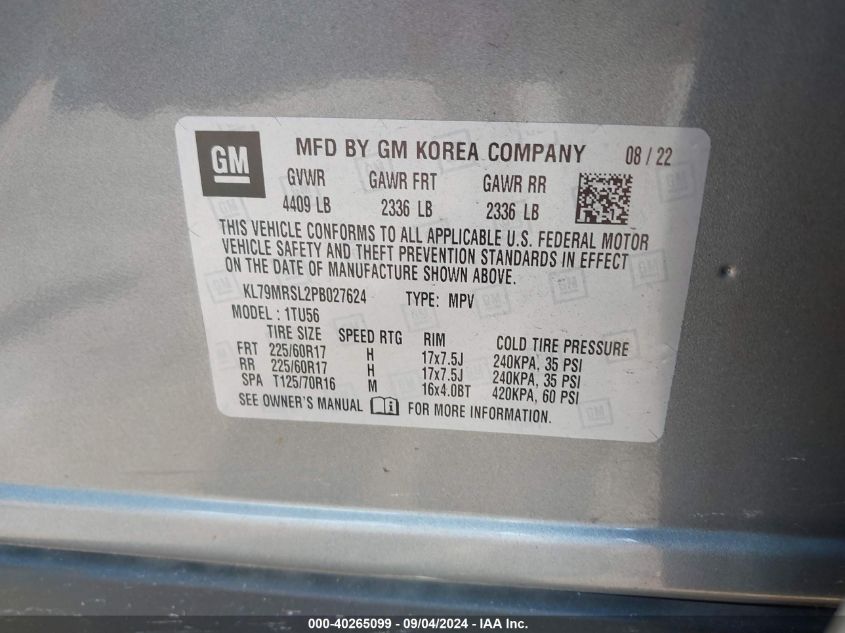 GM MFD BY GM KOREA COMPANY 08 / 22
GVWR GAWR FRT GAWR RR
4409 LB 2336 LB 2336 LB
THIS VEHICLE CONFORMS TO ALL APPLICABLE U.S. FEDERAL MOTOR
VEHICLE SAFETY AND THEFT PREVENTION STANDARDS IN EFFECT
ON THE DATE OF MANUFACTURE SHOWN ABOVE.
KL79MRSL2PB027624 TYPE: MPV
MODEL : 1TU56
TIRE SIZE SPEED RTG RIM COLD TIRE PRESSURE
FRT 225/60R17 H 17x7.5J 240KPA, 35 PSI
RR 225/60R17 H 17x7.5J 240KPA, 35 PSI
SPA T125/70R16 M 16x4.0BT 420KPA, 60 PSI
SEE OWNER'S MANUAL FOR MORE INFORMATION.
000-40265099 - 09/04/2024 - IAA Inc.